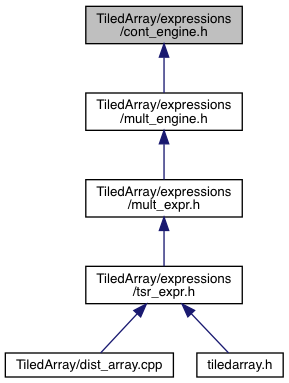 TiledArray/expressions
/cont_engine.h
TiledArray/expressions
/mult_engine.h
TiledArray/expressions
/mult_expr.h
TiledArray/expressions
/tsr_expr.h
TiledArray/dist_array.cpp
tiledarray.h